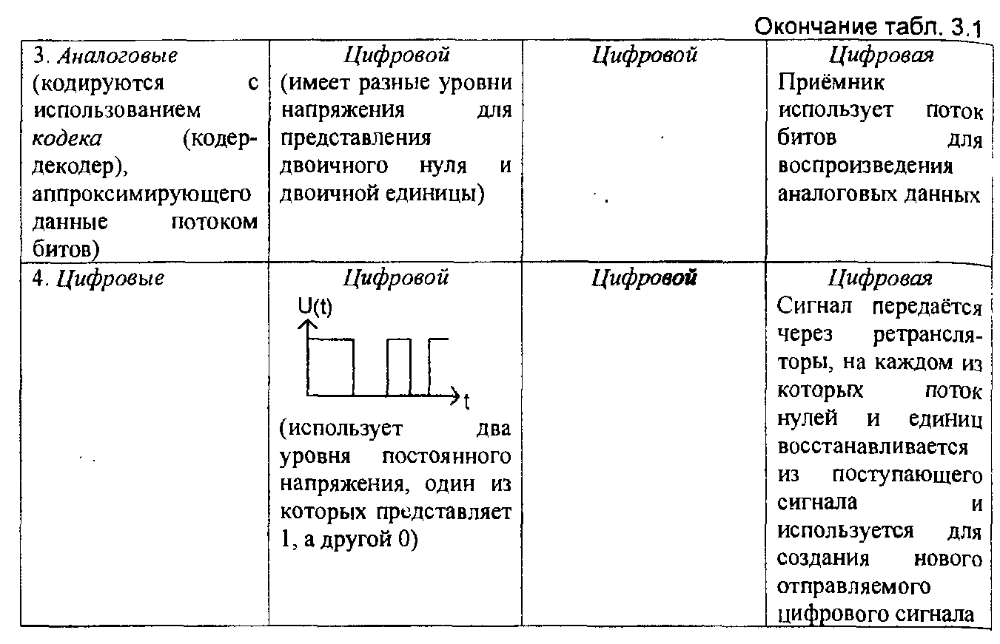 Окончание табл. 3.1
3. Аналоговые
(кодируются с
использованием
кодека (кодер-
декодер),
аппроксимирующего
данные потоком
битов)
Цифровой
(имеет разные уровни
напряжения для
представления
двоичного нуля и
двоичной единицы)
Цифровой
Цифровая
Приёмник
использует поток
битов для
воспроизведения
аналоговых данных
4. Цифровые
Цифровой
U(t)
t
(использует два
уровня постоянного
напряжения, один из
которых представляет
1, а другой 0)
Цифровой
Цифровая
Сигнал передаётся
через ретрансля-
торы, на каждом из
которых поток
нулей и единиц
восстанавливается
из поступающего
сигнала и
используется для
создания нового
отправляемого
цифрового сигнала